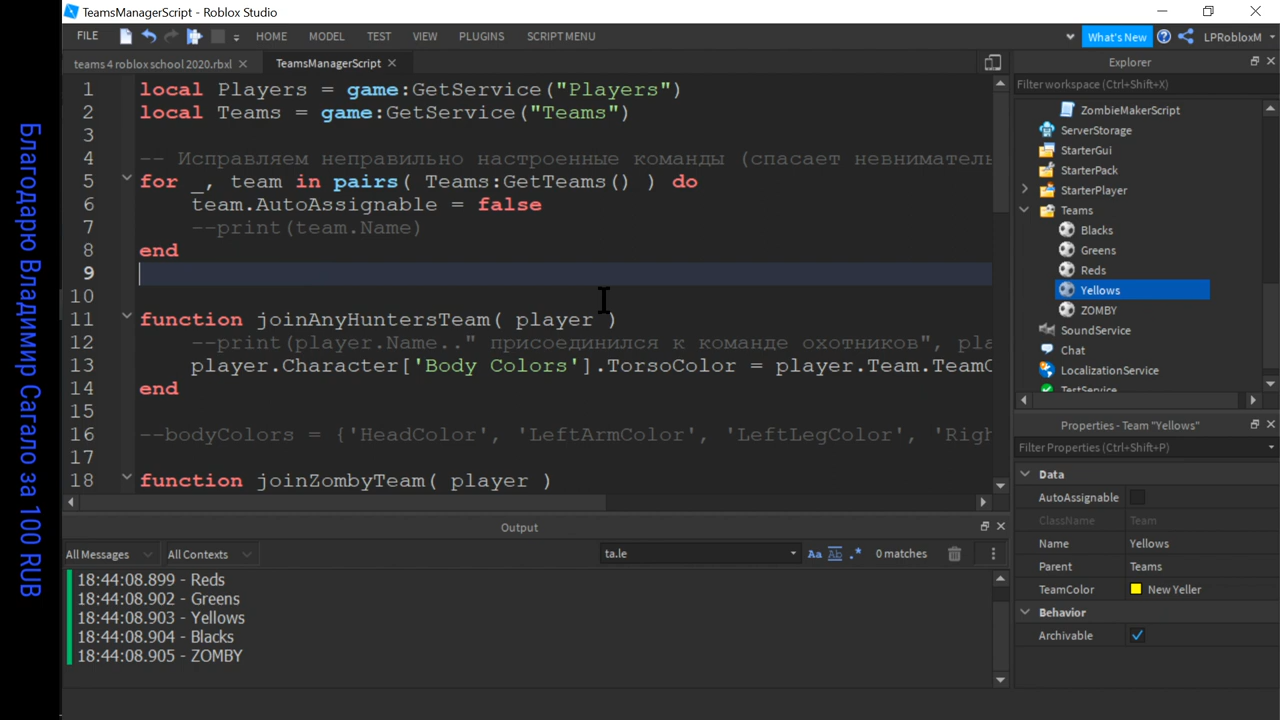 TeamsManagerScript - Roblox Studio
FILE HOME MODEL TEST VIEW PLUGINS SCRIPT MENU What's New LPRobloxM
teams 4 roblox school 2020.rbxl TeamsManagerScript
1 local Players = game:GetService("Players")
2 local Teams = game:GetService("Teams")
3
4 -- Исправляем неправильно настроенные команды (спасает невниматель
5 for _, team in pairs( Teams:GetTeams() ) do
6 team.AutoAssignable = false
7 --print(team.Name)
8 end
9
10
11 function joinAnyHuntersTeam( player )
12 --print(player.Name.." присоединился к команде охотников", pla
13 player.Character['Body Colors'].TorsoColor = player.Team.TeamC
14 end
15
16 --bodyColors = {'HeadColor', 'LeftArmColor', 'LeftLegColor', 'Righ
17
18 function joinZombyTeam( player )
Output
All Messages All Contexts ta.le Aa Ab .* 0 matches
18:44:08.899 - Reds
18:44:08.902 - Greens
18:44:08.903 - Yellows
18:44:08.904 - Blacks
18:44:08.905 - ZOMBY
Explorer
Filter workspace (Ctrl+Shift+X)
ZombieMakerScript
ServerStorage
StarterGui
StarterPack
StarterPlayer
Teams
Blacks
Greens
Reds
Yellows
ZOMBY
SoundService
Chat
LocalizationService
TestService
Properties - Team "Yellows"
Filter Properties (Ctrl+Shift+P)
Data
AutoAssignable
ClassName Team
Name Yellows
Parent Teams
TeamColor New Yeller
Behavior
Archivable
Благодарю Владимир Сагало за 100 RUB